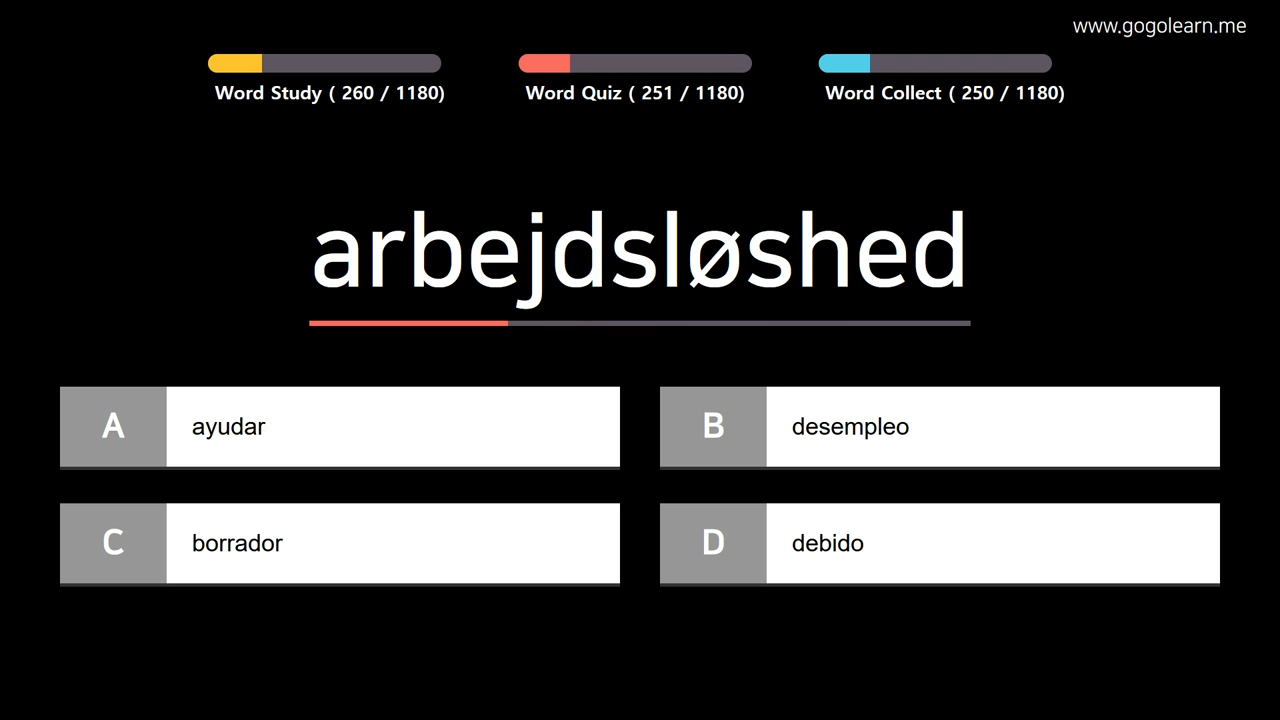 www.gogolearn.me
Word Study ( 260 / 1180)
Word Quiz ( 251 / 1180)
Word Collect ( 250 / 1180)
arbejdsløshed
A ayudar
B desempleo
C borrador
D debido